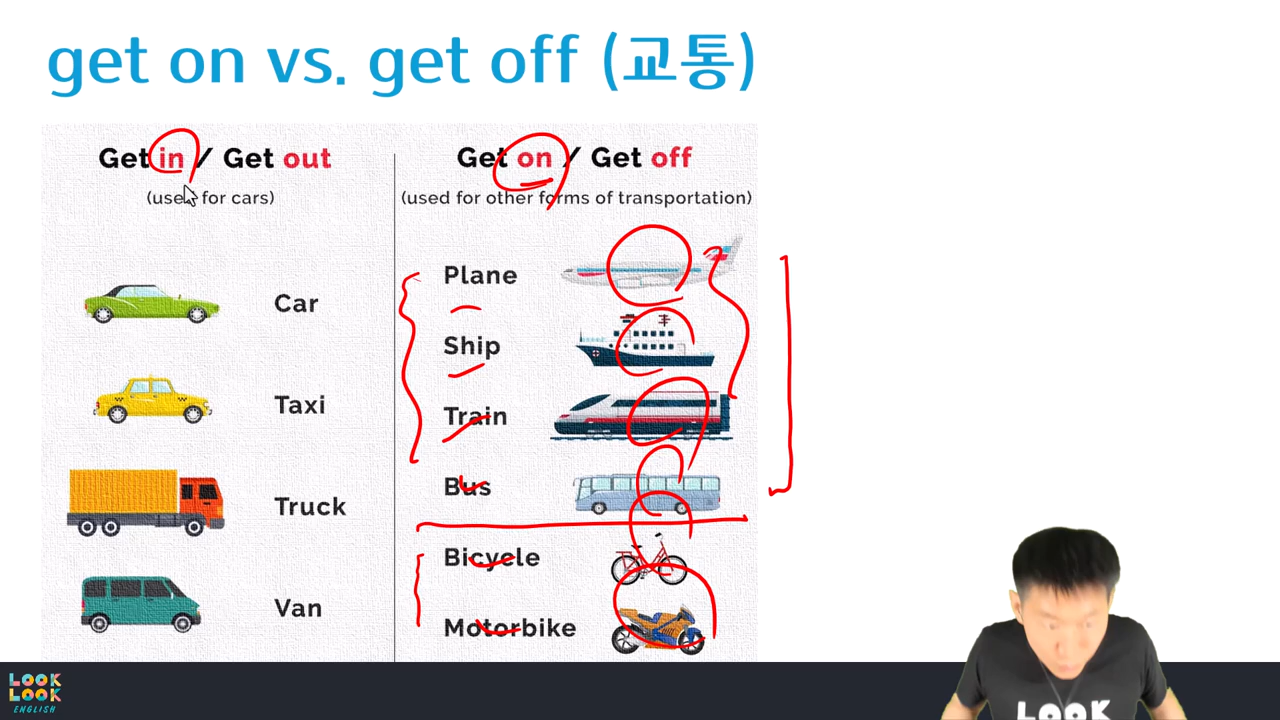 get on vs. get off (교통)
Get in / Get out
(used for cars)
Car
Taxi
Truck
Van
Get on / Get off
(used for other forms of transportation)
Plane
Ship
Train
Bus
Bicycle
Motorbike
LOOK
LOOK
ENGLISH
LOOK